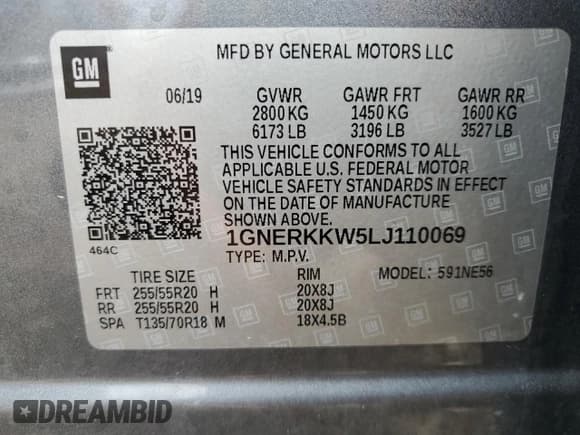 GM
MFD BY GENERAL MOTORS LLC
06/19 GVWR GAWR FRT GAWR RR
2800 KG 1450 KG 1600 KG
6173 LB 3196 LB 3527 LB
THIS VEHICLE CONFORMS TO ALL
APPLICABLE U.S. FEDERAL MOTOR
VEHICLE SAFETY STANDARDS IN EFFECT
ON THE DATE OF MANUFACTURE
SHOWN ABOVE.
464C
1GNERKKW5LJ110069
TYPE: M.P.V. MODEL: 591NE56
TIRE SIZE RIM
FRT 255/55R20 H 20X8J
RR 255/55R20 H 20X8J
SPA T135/70R18 M 18X4.5B
DREAMBID